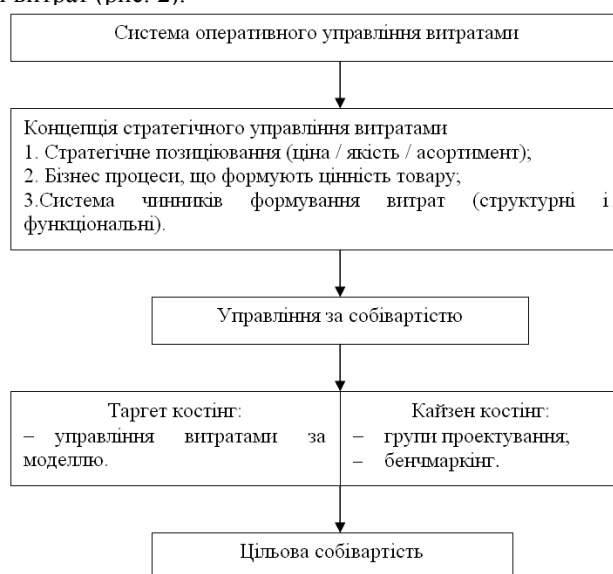 витрат (рис. 2).
Система оперативного управління витратами
Концепція стратегічного управління витратами
1. Стратегічне позиціювання (ціна / якість / асортимент);
2. Бізнес процеси, що формують цінність товару;
3.Система чинників формування витрат (структурні і
функціональні).
Управління за собівартістю
Таргет костінг:
– управління витратами за
моделлю.
Кайзен костінг:
– групи проектування;
– бенчмаркінг.
Цільова собівартість